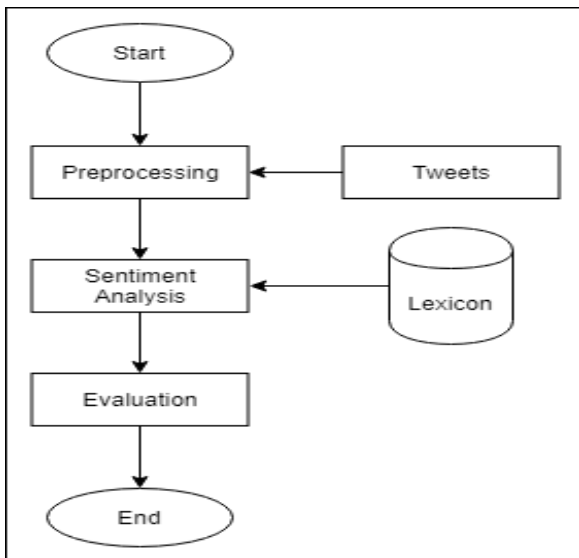 Start
Preprocessing
Tweets
Sentiment
Analysis
Lexicon
Evaluation
End